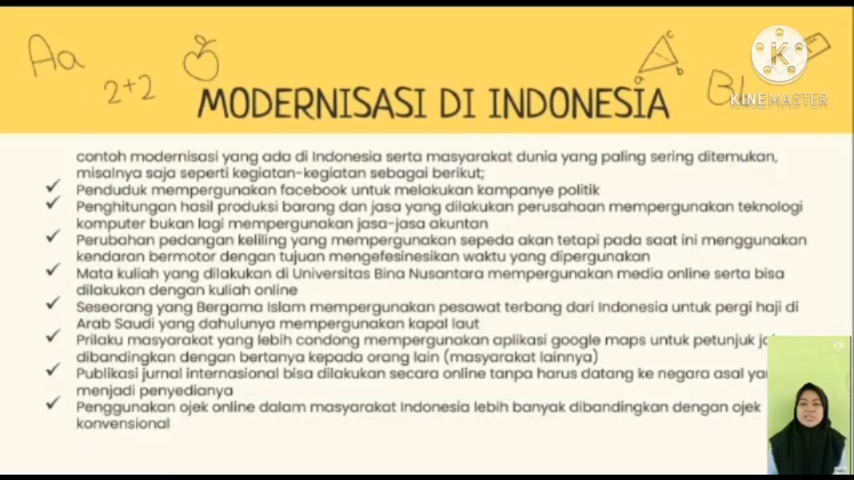 Aa
2+2
c
a
b
KINEMASTER
MODERNISASI DI INDONESIA
contoh modernisasi yang ada di Indonesia serta masyarakat dunia yang paling sering ditemukan,
misalnya saja seperti kegiatan-kegiatan sebagai berikut;
Penduduk mempergunakan facebook untuk melakukan kampanye politik
Penghitungan hasil produksi barang dan jasa yang dilakukan perusahaan mempergunakan teknologi
komputer bukan lagi mempergunakan jasa-jasa akuntan
Perubahan pedangan keliling yang mempergunakan sepeda akan tetapi pada saat ini menggunakan
kendaran bermotor dengan tujuan mengefesinesikan waktu yang dipergunakan
Mata kuliah yang dilakukan di Universitas Bina Nusantara mempergunakan media online serta bisa
dilakukan dengan kuliah online
Seseorang yang Bergama Islam mempergunakan pesawat terbang dari Indonesia untuk pergi haji di
Arab Saudi yang dahulunya mempergunakan kapal laut
Prilaku masyarakat yang lebih condong mempergunakan aplikasi google maps untuk petunjuk
dibandingkan dengan bertanya kepada orang lain (masyarakat lainnya)
Publikasi jurnal internasional bisa dilakukan secara online tanpa harus datang ke negara asal
menjadi penyedianya
Penggunakan ojek online dalam masyarakat Indonesia lebih banyak dibandingkan dengan ojek
konvensional